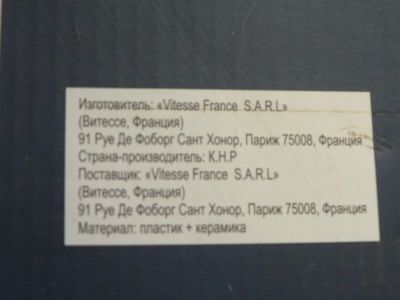 Изготовитель: «Vitesse France S.A.R.L»
(Витессе, Франция)
91 Руе Де Фоборг Сант Хонор, Париж 75008, Франция
Страна-производитель: К.Н.Р
Поставщик: «Vitesse France S.A.R.L»
(Витессе, Франция)
91 Руе Де Фоборг Сант Хонор, Париж 75008, Франция
Материал: пластик + керамика